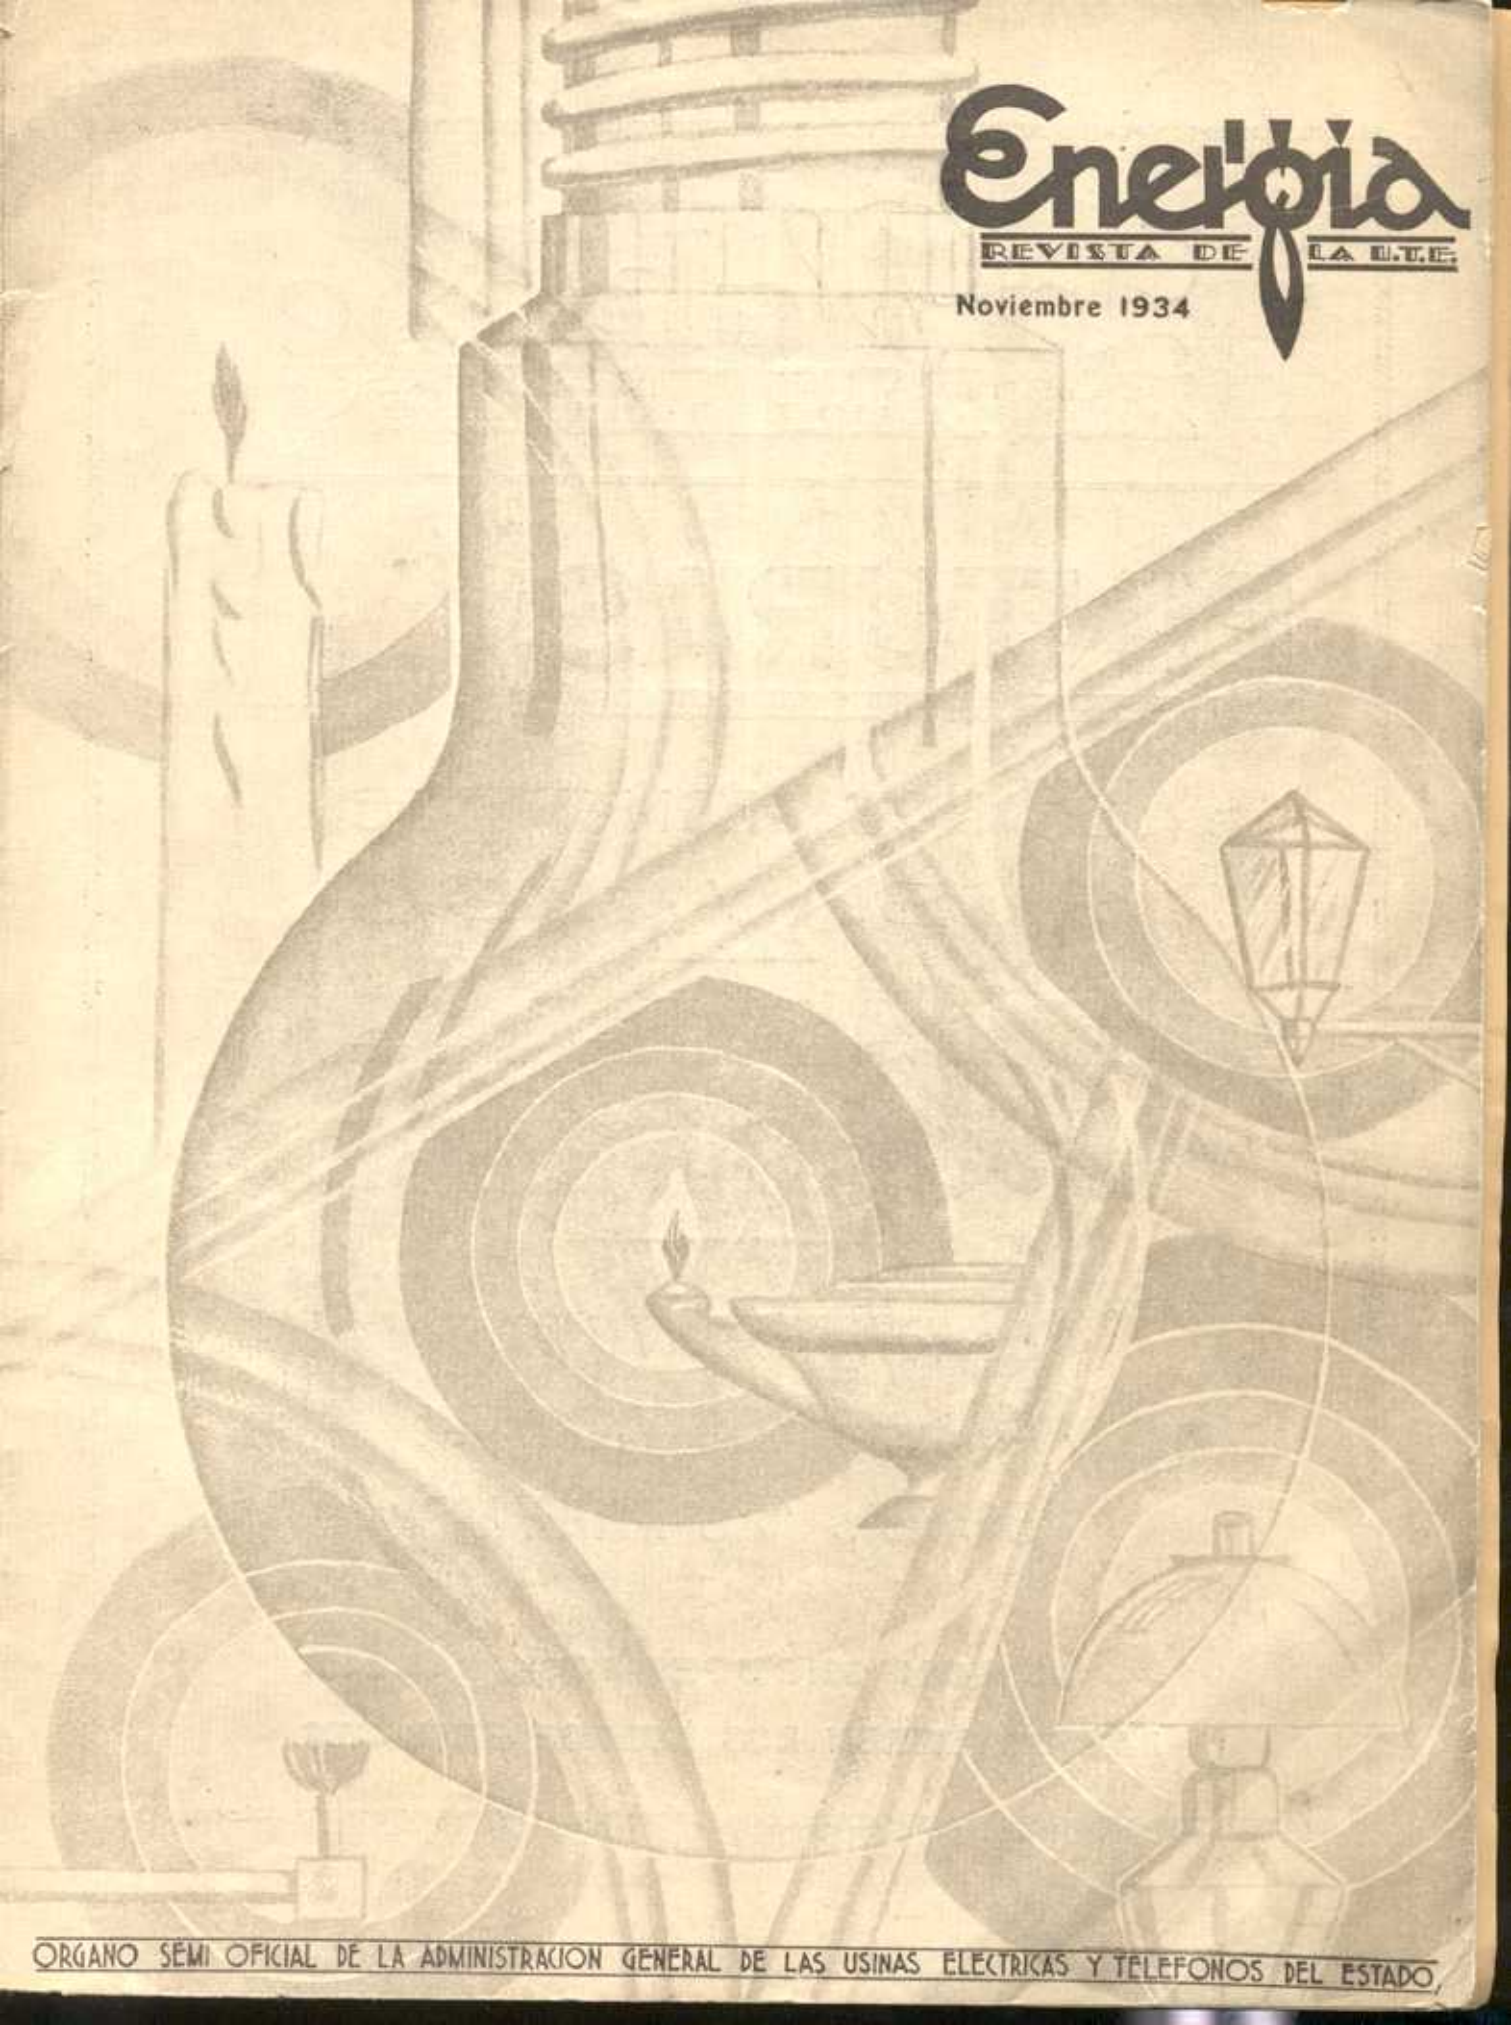 Energia
REVISTA DE LA U.T.E.
Noviembre 1934
ORGANO SEMI OFICIAL DE LA ADMINISTRACION GENERAL DE LAS USINAS ELECTRICAS Y TELEFONOS DEL ESTADO,